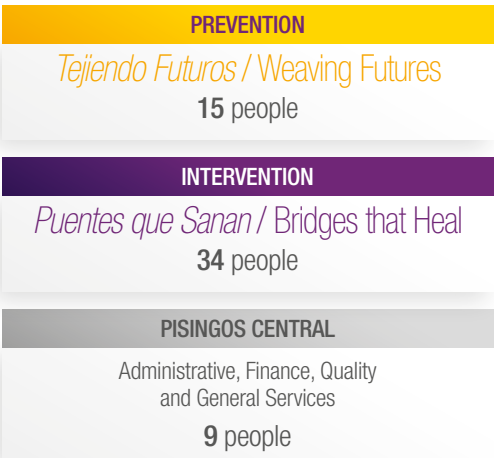 PREVENTION
Tejiendo Futuros / Weaving Futures
15 people
INTERVENTION
Puentes que Sanan / Bridges that Heal
34 people
PISINGOS CENTRAL
Administrative, Finance, Quality
and General Services
9 people